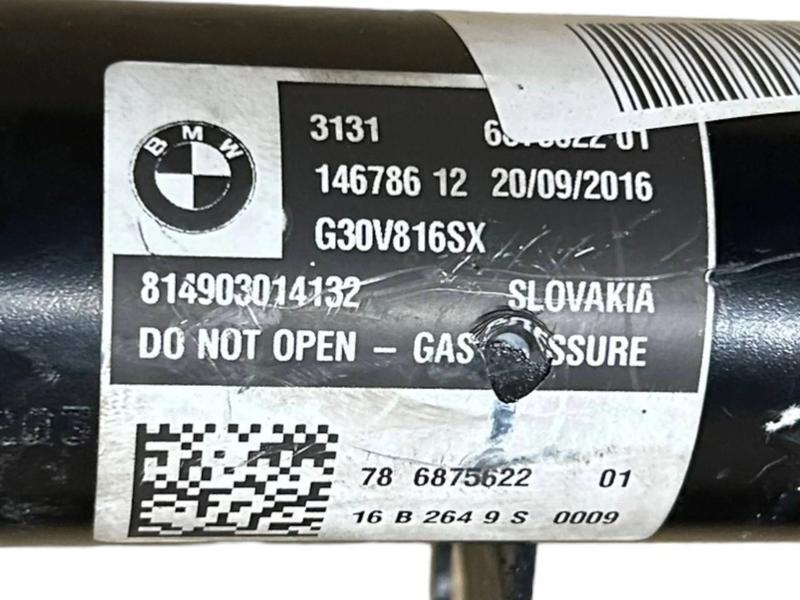 BMW
3131
146786 12 20/09/2016
G30V816SX
814903014132 SLOVAKIA
DO NOT OPEN – GAS
78 6875622 01
16 B 264 9 S 0009